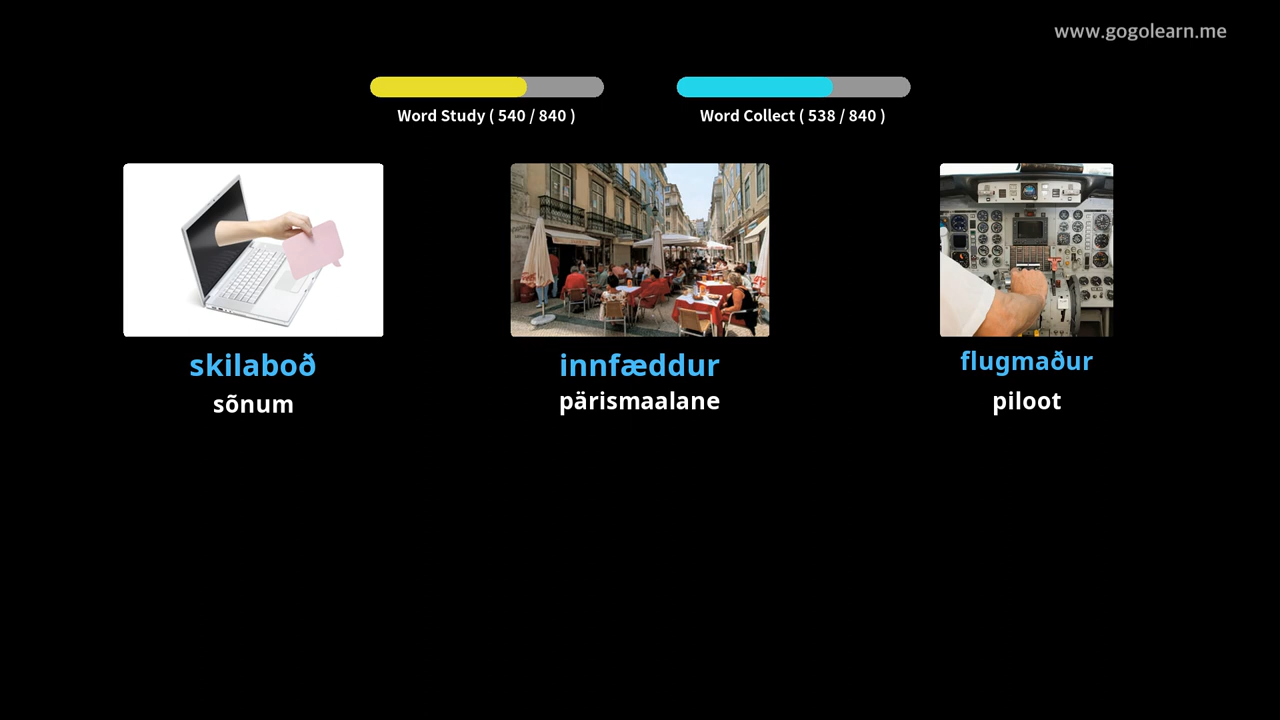 www.gogolearn.me
Word Study ( 540 / 840 )
Word Collect ( 538 / 840 )
skilaboð
sõnum
innfæddur
pärismaalane
flugmaður
piloot